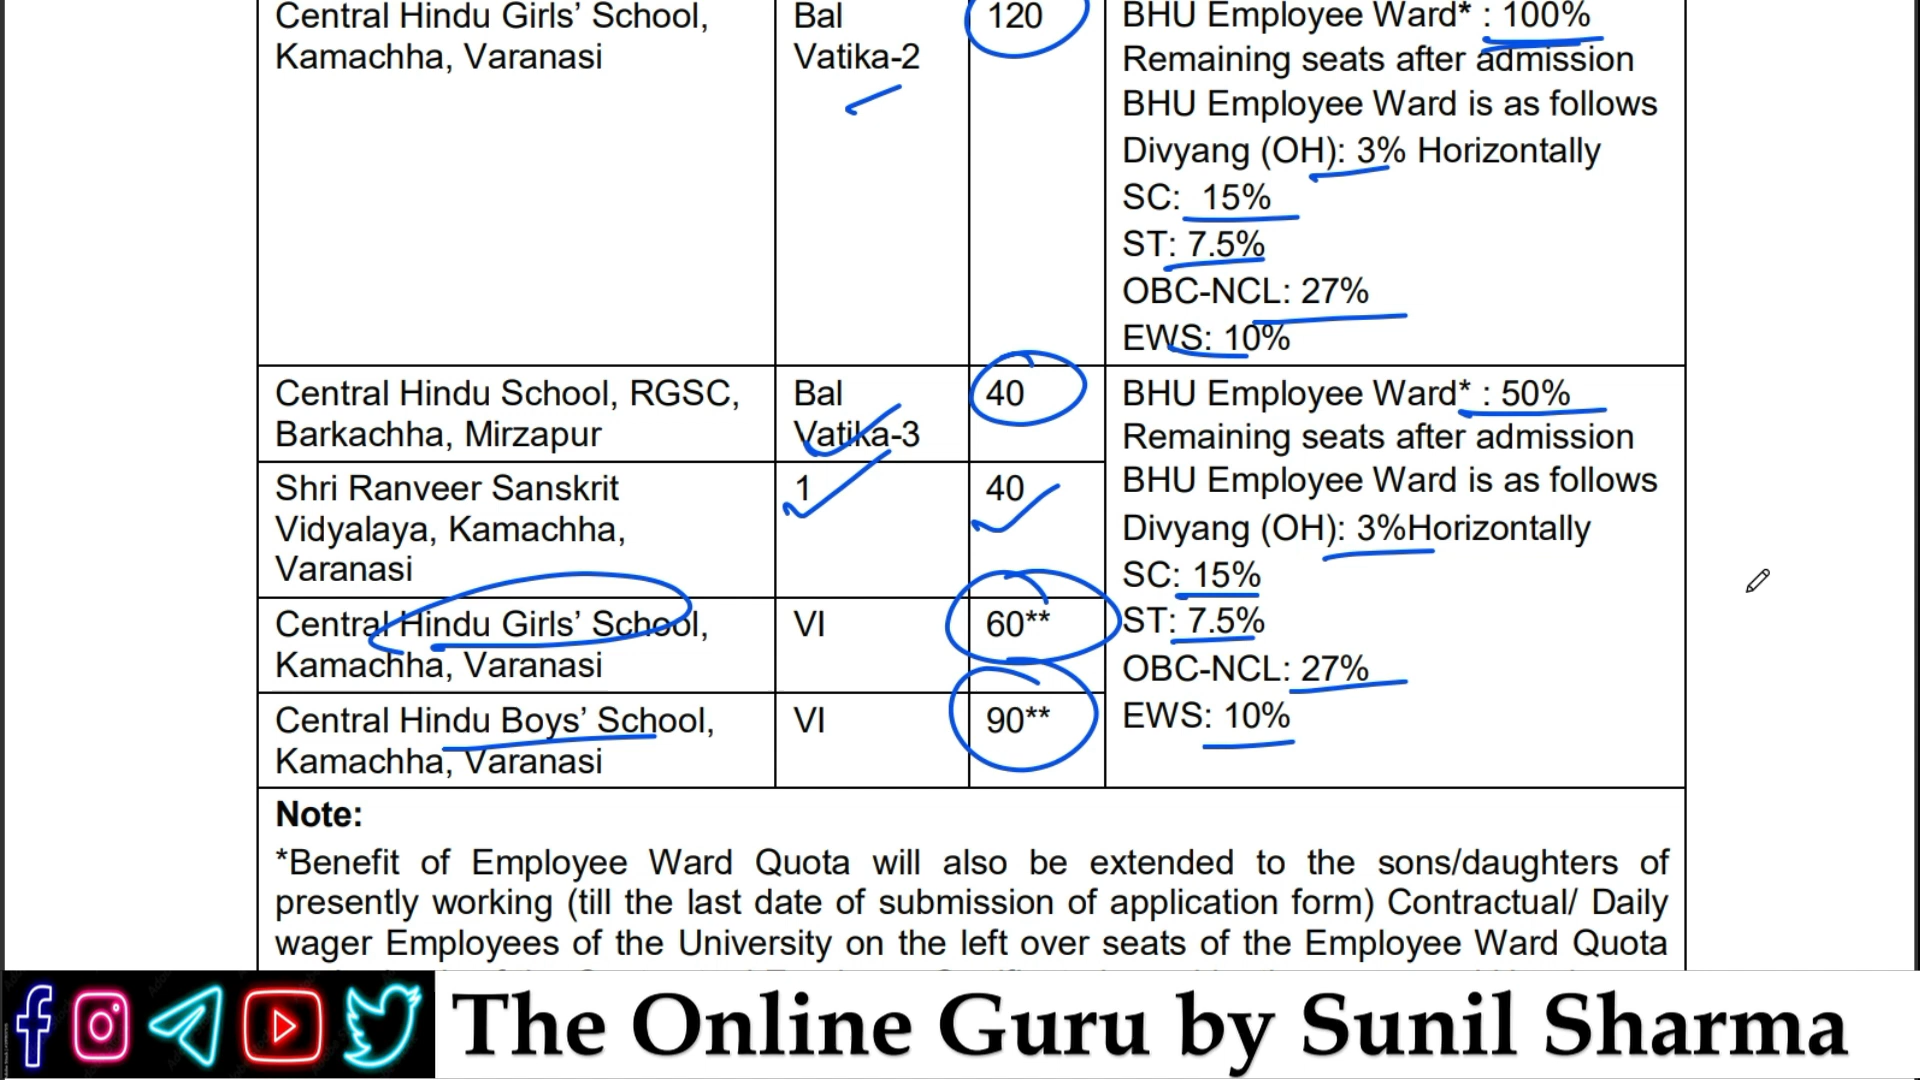 Central Hindu Girls' School,
Kamachha, Varanasi
Bal
Vatika-2
120
BHU Employee Ward* : 100%
Remaining seats after admission
BHU Employee Ward is as follows
Divyang (OH): 3% Horizontally
SC: 15%
ST: 7.5%
OBC-NCL: 27%
EWS: 10%
Central Hindu School, RGSC,
Barkachha, Mirzapur
Bal
Vatika-3
40
Shri Ranveer Sanskrit
Vidyalaya, Kamachha,
Varanasi
1
40
Central Hindu Girls' School,
Kamachha, Varanasi
VI
60**
Central Hindu Boys' School,
Kamachha, Varanasi
VI
90**
BHU Employee Ward* : 50%
Remaining seats after admission
BHU Employee Ward is as follows
Divyang (OH): 3%Horizontally
SC: 15%
ST: 7.5%
OBC-NCL: 27%
EWS: 10%
Note:
*Benefit of Employee Ward Quota will also be extended to the sons/daughters of
presently working (till the last date of submission of application form) Contractual/ Daily
wager Employees of the University on the left over seats of the Employee Ward Quota
The Online Guru by Sunil Sharma